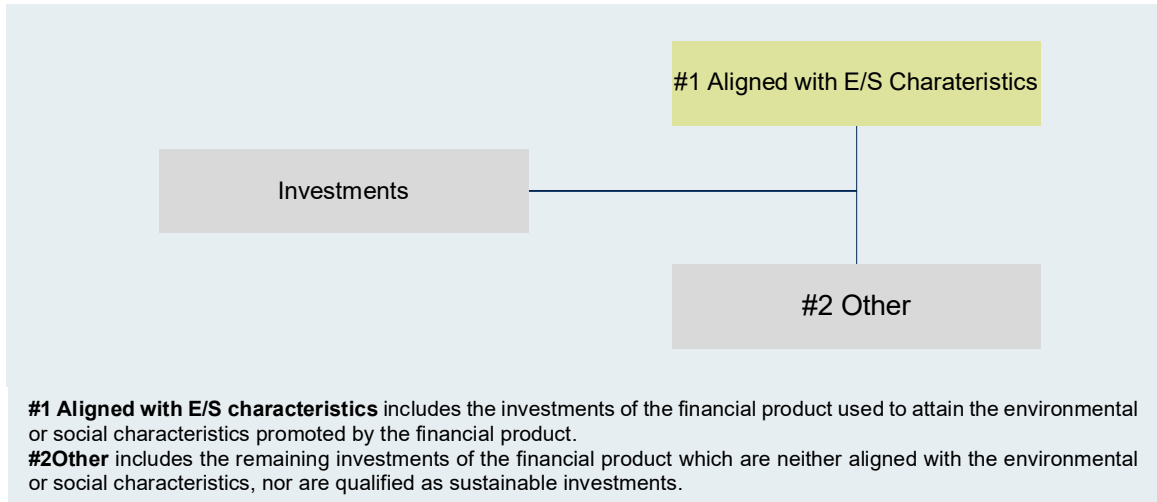 #1 Aligned with E/S Charateristics
Investments
#2 Other
#1 Aligned with E/S characteristics includes the investments of the financial product used to attain the environmental
or social characteristics promoted by the financial product.
#2Other includes the remaining investments of the financial product which are neither aligned with the environmental
or social characteristics, nor are qualified as sustainable investments.